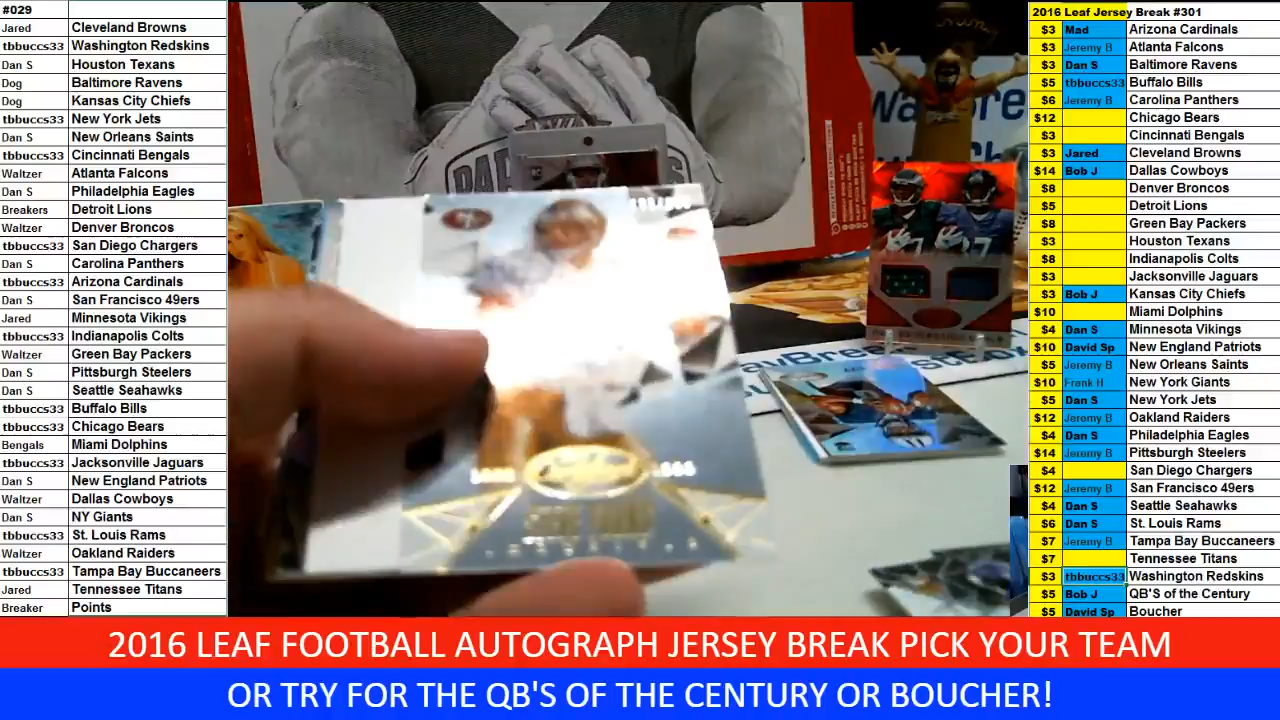 #029
Jared Cleveland Browns
tbbuccs33 Washington Redskins
Dan S Houston Texans
Dog Baltimore Ravens
Dog Kansas City Chiefs
tbbuccs33 New York Jets
Dan S New Orleans Saints
tbbuccs33 Cincinnati Bengals
Waltzer Atlanta Falcons
Dan S Philadelphia Eagles
Breakers Detroit Lions
Waltzer Denver Broncos
tbbuccs33 San Diego Chargers
Dan S Carolina Panthers
tbbuccs33 Arizona Cardinals
Dan S San Francisco 49ers
Jared Minnesota Vikings
tbbuccs33 Indianapolis Colts
Waltzer Green Bay Packers
Dan S Pittsburgh Steelers
Dan S Seattle Seahawks
tbbuccs33 Buffalo Bills
tbbuccs33 Chicago Bears
Bengals Miami Dolphins
tbbuccs33 Jacksonville Jaguars
Dan S New England Patriots
Waltzer Dallas Cowboys
Dan S NY Giants
tbbuccs33 St. Louis Rams
Waltzer Oakland Raiders
tbbuccs33 Tampa Bay Buccaneers
Jared Tennessee Titans
Breaker Points
2016 Leaf Jersey Break #301
$3 Mad Arizona Cardinals
$3 Jeremy B Atlanta Falcons
$3 Dan S Baltimore Ravens
$5 tbbuccs33 Buffalo Bills
$6 Jeremy B Carolina Panthers
$12 Chicago Bears
$3 Cincinnati Bengals
$3 Jared Cleveland Browns
$14 Bob J Dallas Cowboys
$8 Denver Broncos
$5 Detroit Lions
$8 Green Bay Packers
$3 Houston Texans
$8 Indianapolis Colts
$3 Jacksonville Jaguars
$3 Bob J Kansas City Chiefs
$10 Miami Dolphins
$4 Dan S Minnesota Vikings
$10 David Sp New England Patriots
$5 Jeremy B New Orleans Saints
$10 Frank H New York Giants
$5 Dan S New York Jets
$12 Jeremy B Oakland Raiders
$4 Dan S Philadelphia Eagles
$14 Jeremy B Pittsburgh Steelers
$4 San Diego Chargers
$12 Jeremy B San Francisco 49ers
$4 Dan S Seattle Seahawks
$6 Dan S St. Louis Rams
$7 Jeremy B Tampa Bay Buccaneers
$7 Tennessee Titans
$3 tbbuccs33 Washington Redskins
$5 Bob J QB'S of the Century
$5 David Sp Boucher
2016 LEAF FOOTBALL AUTOGRAPH JERSEY BREAK PICK YOUR TEAM
OR TRY FOR THE QB'S OF THE CENTURY OR BOUCHER!